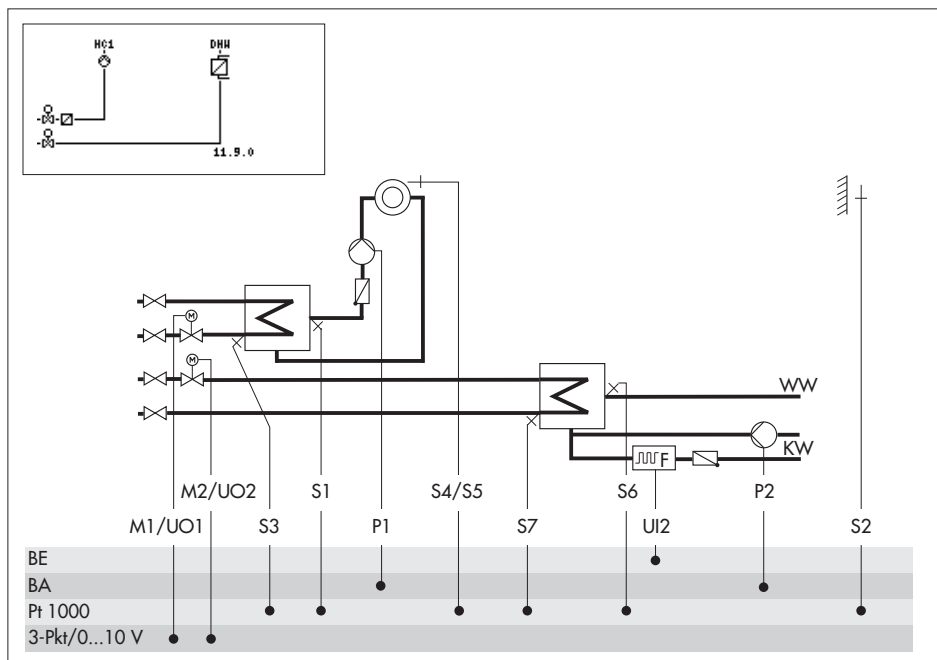 HC1 DHW
11.9.0
WW
KW
F
M M
M2/UO2 S1 S4/S5 S6 P2
M1/UO1 S3 P1 S7 UI2 S2
BE
BA
Pt 1000
3-Pkt/0...10 V